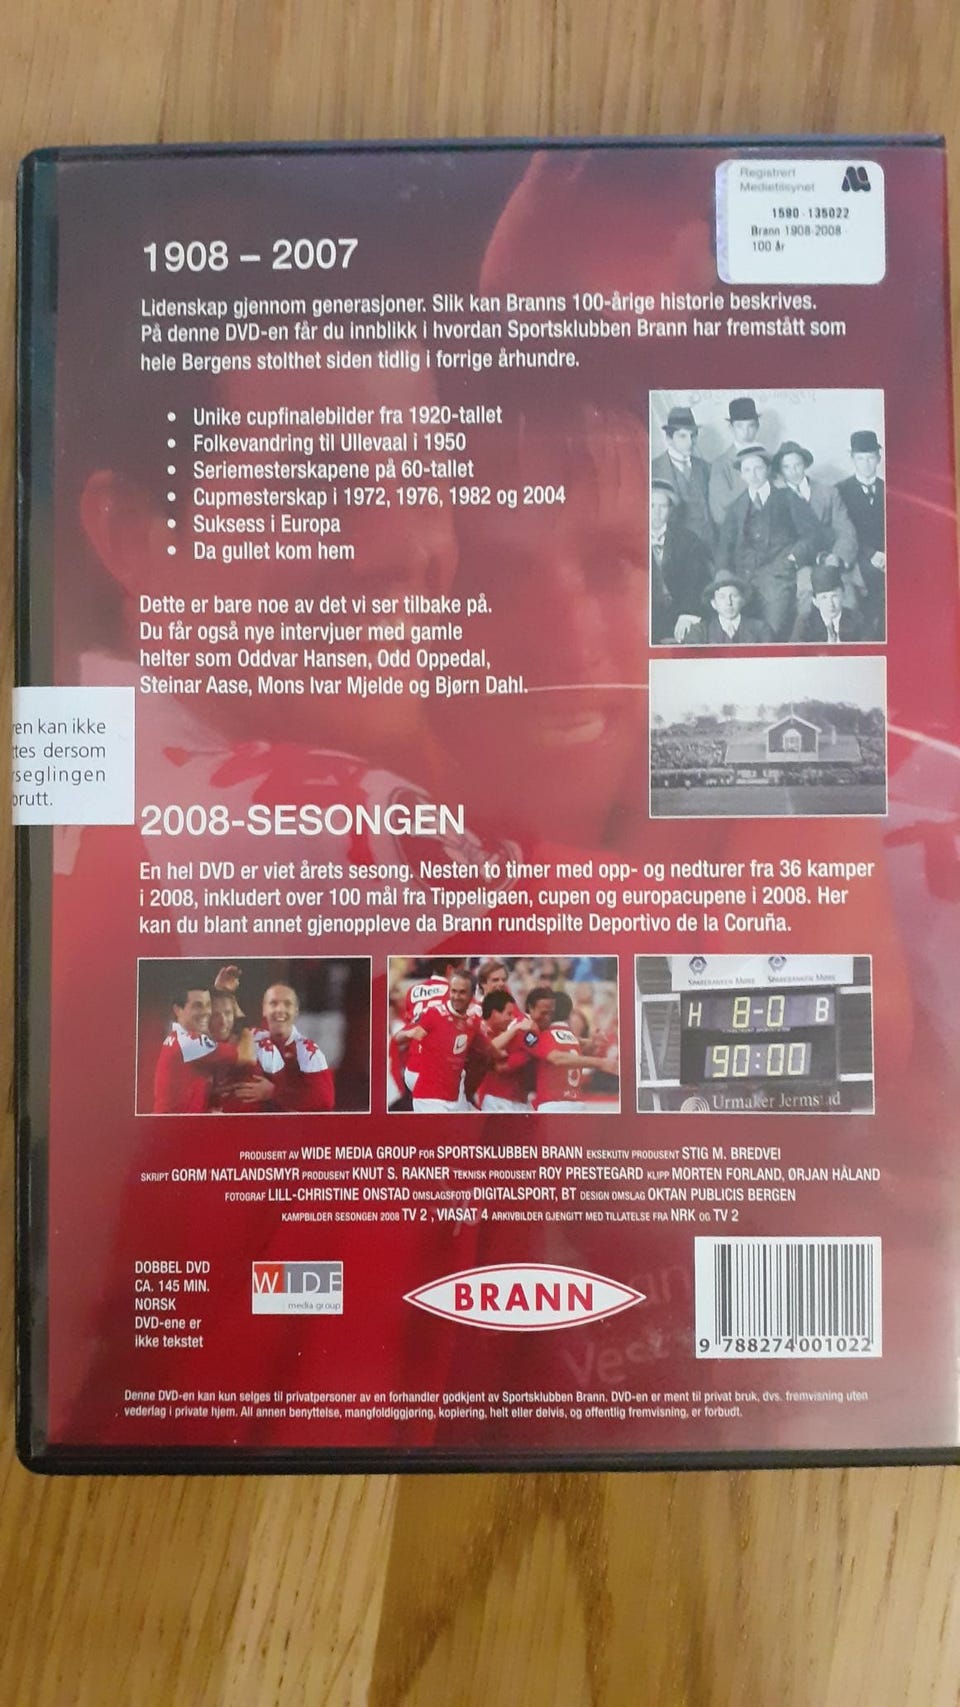 Registrert
Medietilsynet
1590-135022
Brann 1908-2008
100 år
1908 – 2007
Lidenskap gjennom generasjoner. Slik kan Branns 100-årige historie beskrives.
På denne DVD-en får du innblikk i hvordan Sportsklubben Brann har fremstått som
hele Bergens stolthet siden tidlig i forrige århundre.
• Unike cupfinalebilder fra 1920-tallet
• Folkevandring til Ullevaal i 1950
• Seriemesterskapene på 60-tallet
• Cupmesterskap i 1972, 1976, 1982 og 2004
• Suksess i Europa
• Da gullet kom hem
Dette er bare noe av det vi ser tilbake på.
Du får også nye intervjuer med gamle
helter som Oddvar Hansen, Odd Oppedal,
Steinar Aase, Mons Ivar Mjelde og Bjørn Dahl.
en kan ikke
tes dersom
seglingen
brutt.
2008-SESONGEN
En hel DVD er viet årets sesong. Nesten to timer med opp- og nedturer fra 36 kamper
i 2008, inkludert over 100 mål fra Tippeligaen, cupen og europacupene i 2008. Her
kan du blant annet gjenoppleve da Brann rundspilte Deportivo de la Coruña.
SPAREBANKEN MØRE SPAREBANKEN MØRE
H 8-0 B
90:00
Urmaker Jermstad
PRODUSERT AV WIDE MEDIA GROUP FOR SPORTSKLUBBEN BRANN EKSEKUTIV PRODUSENT STIG M. BREDVEI
SKRIPT GORM NATLANDSMYR PRODUSENT KNUT S. RAKNER TEKNISK PRODUSENT ROY PRESTEGARD KLIPP MORTEN FORLAND, ØRJAN HÅLAND
FOTOGRAF LILL-CHRISTINE ONSTAD OMSLAGSFOTO DIGITALSPORT, BT DESIGN OMSLAG OKTAN PUBLICIS BERGEN
KAMPBILDER SESONGEN 2008 TV 2 , VIASAT 4 ARKIVBILDER GJENGITT MED TILLATELSE FRA NRK OG TV 2
DOBBEL DVD
CA. 145 MIN.
NORSK
DVD-ene er
ikke tekstet
WIDE
media group
BRANN
9 788274 001022
Denne DVD-en kan kun selges til privatpersoner av en forhandler godkjent av Sportsklubben Brann. DVD-en er ment til privat bruk, dvs. fremvisning uten
vederlag i private hjem. All annen benyttelse, mangfoldiggjøring, kopiering, helt eller delvis, og offentlig fremvisning, er forbudt.